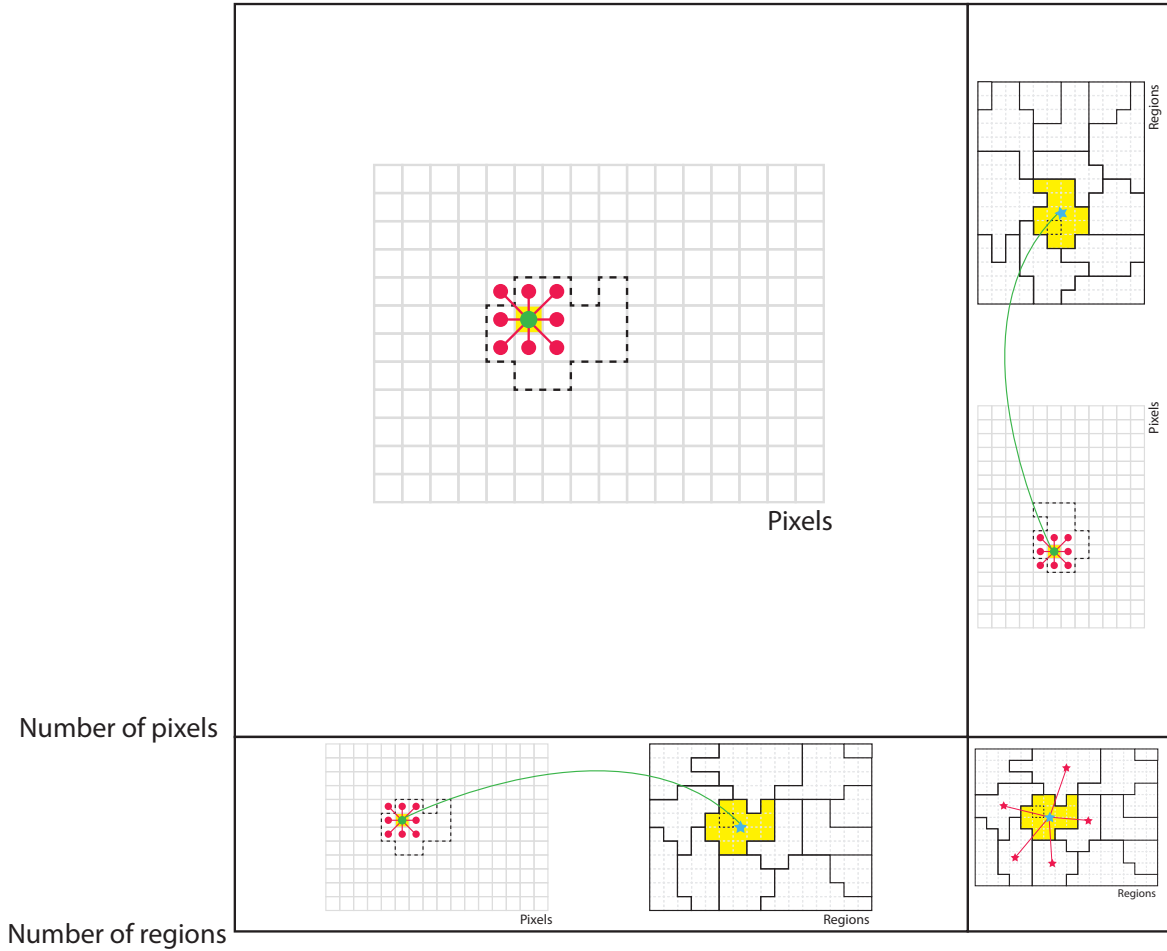 Regions
Pixels
Pixels
Number of pixels
Pixels
Regions
Regions
Number of regions